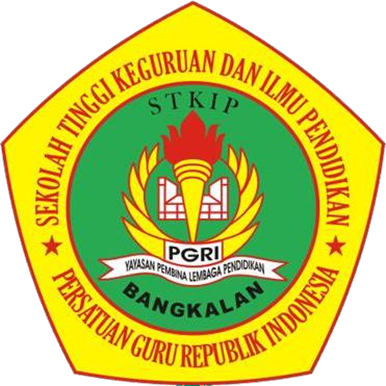 SEKOLAH TINGGI KEGURUAN DAN ILMU PENDIDIKAN
STKIP
PGRI
YAYASAN PEMBINA LEMBAGA PENDIDIKAN
BANGKALAN
PERSATUAN GURU REPUBLIK INDONESIA